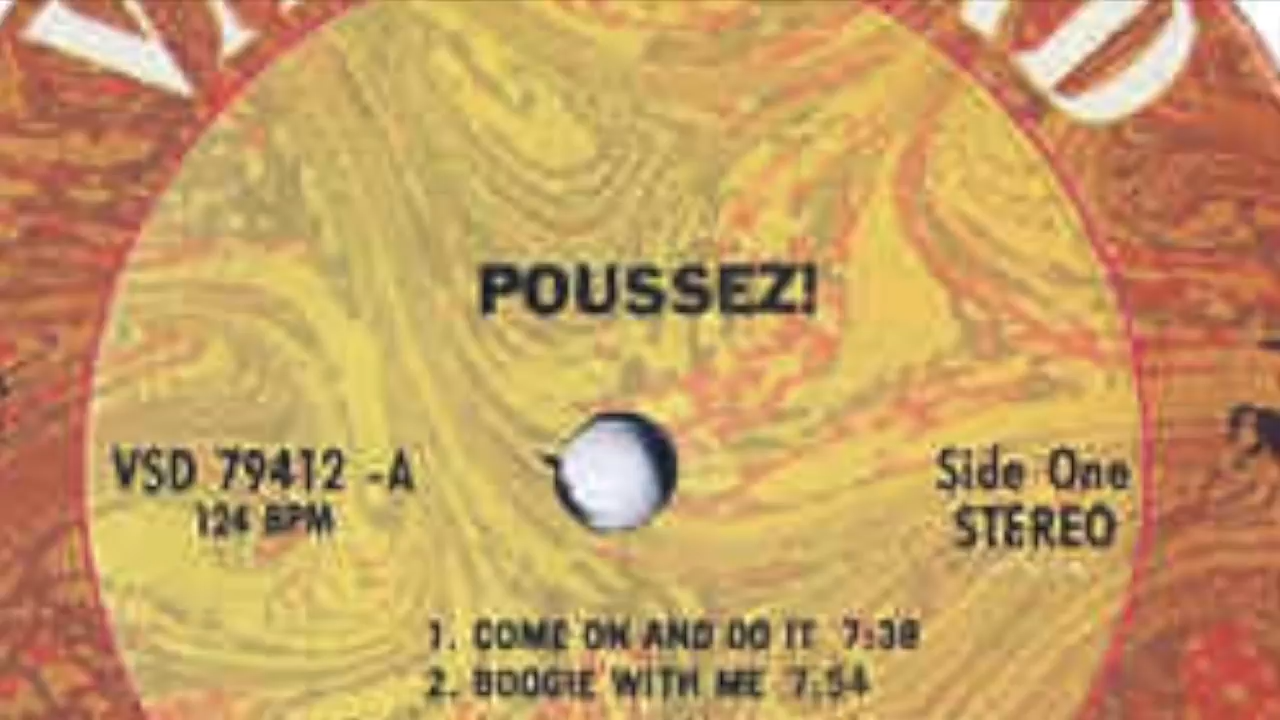 POUSSEZ!
VSD 79412 -A
124 BPM
Side One
STEREO
1. COME ON AND DO IT 7:38
2. BOOGIE WITH ME 7:54